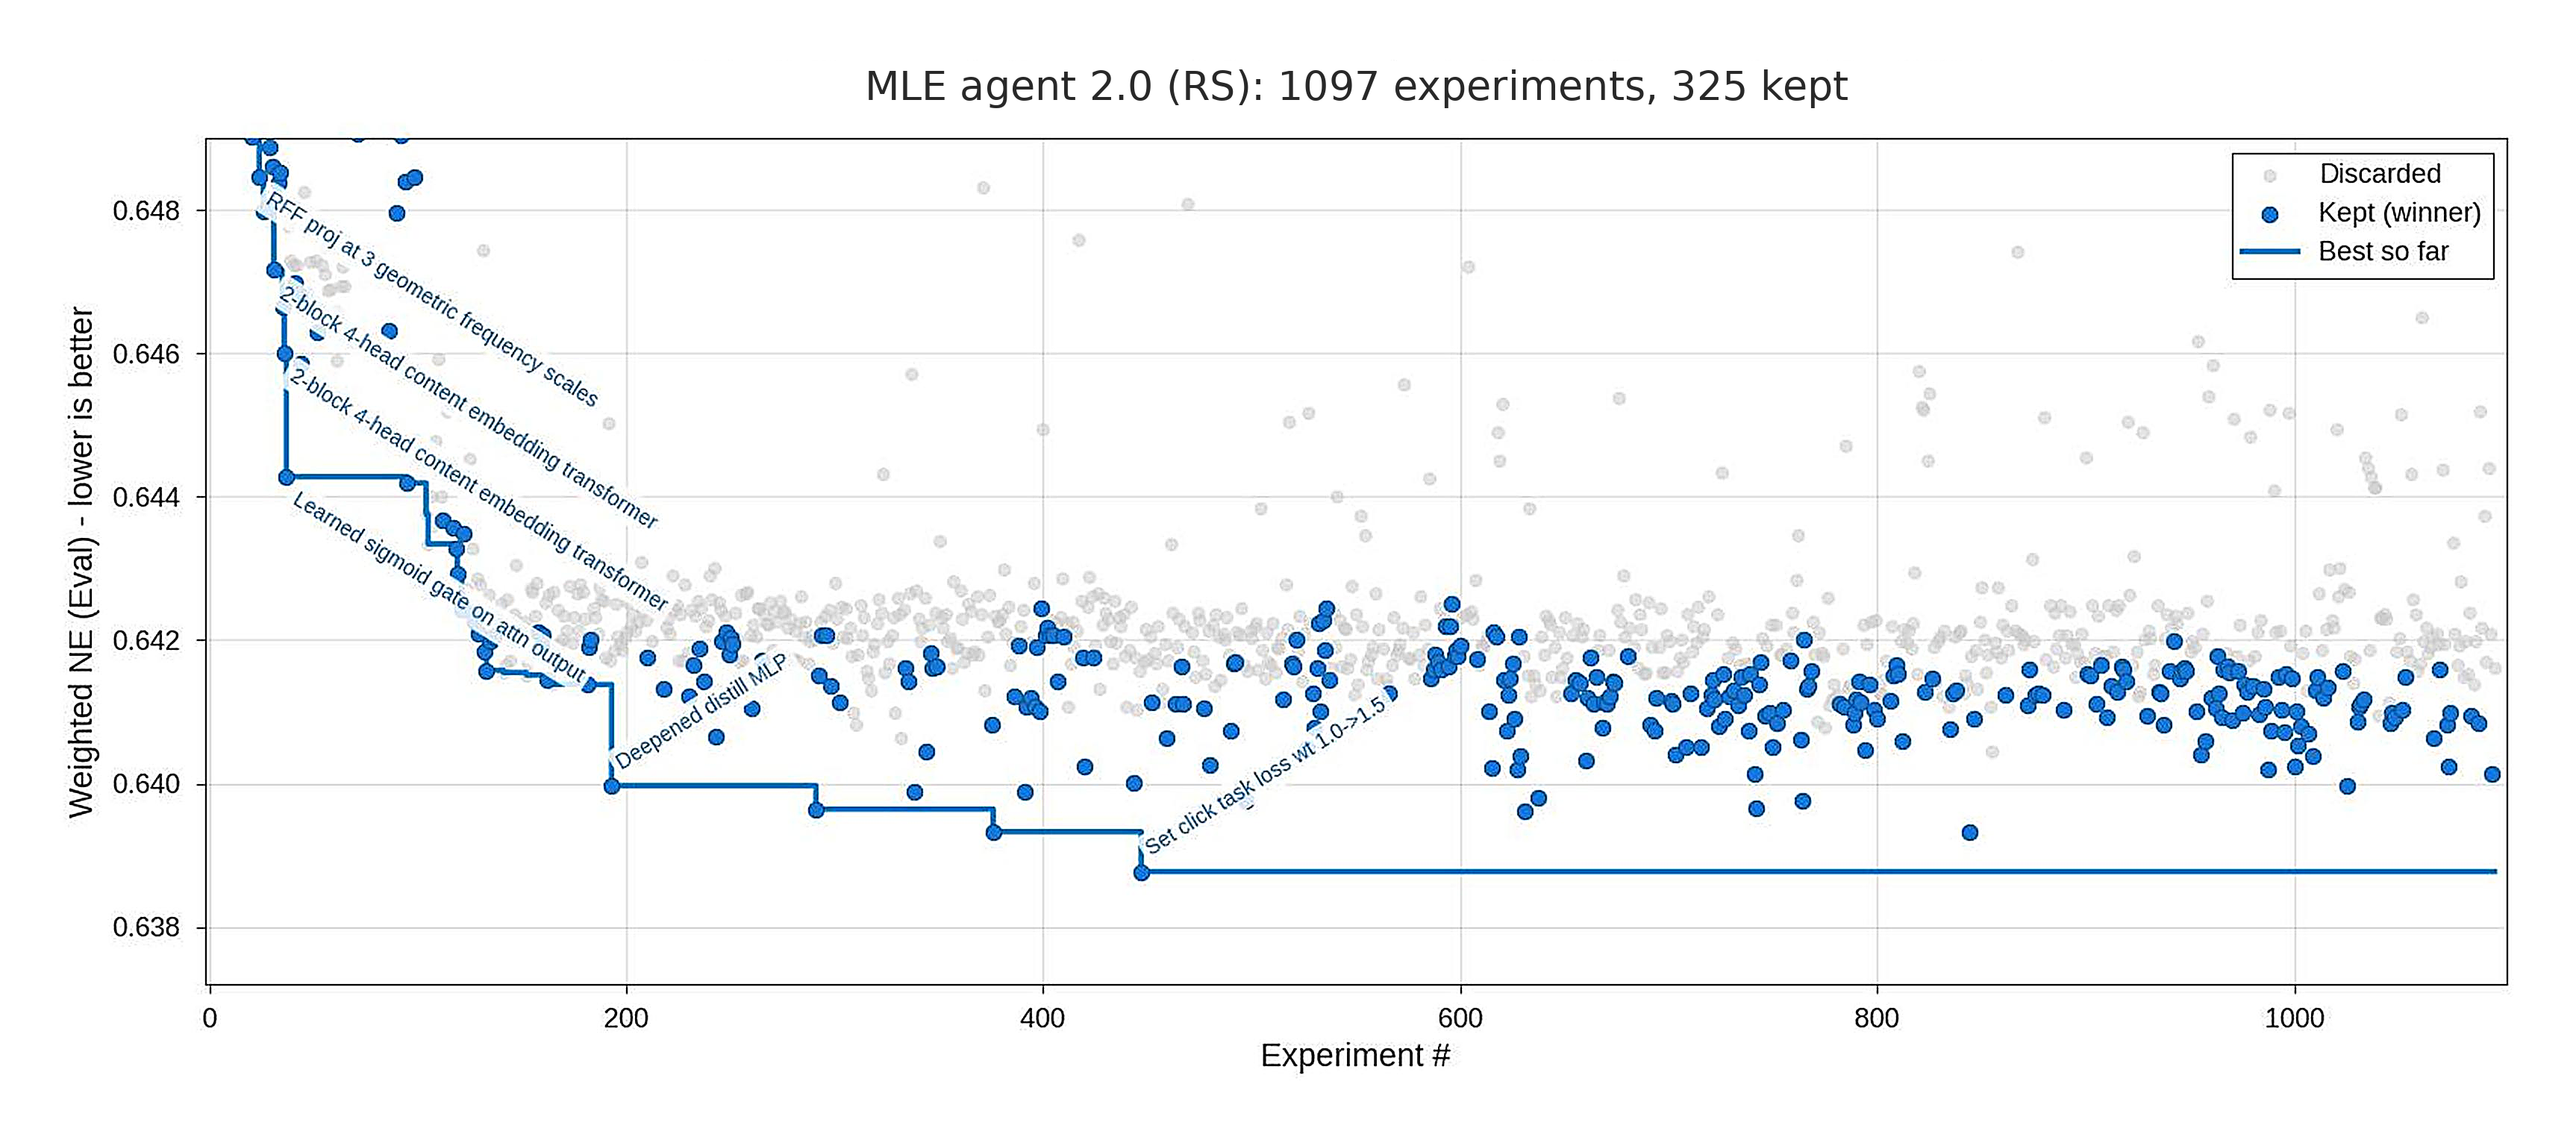 MLE agent 2.0 (RS): 1097 experiments, 325 kept
Discarded
Kept (winner)
Best so far
Weighted NE (Eval) - lower is better
0.648
0.646
0.644
0.642
0.640
0.638
RFF proj at 3 geometric frequency scales
2-block 4-head content embedding transformer
2-block 4-head content embedding transformer
Learned sigmoid gate on attn output
Deepened distill MLP
Set click task loss wt 1.0->1.5
0
200
400
600
800
1000
Experiment #